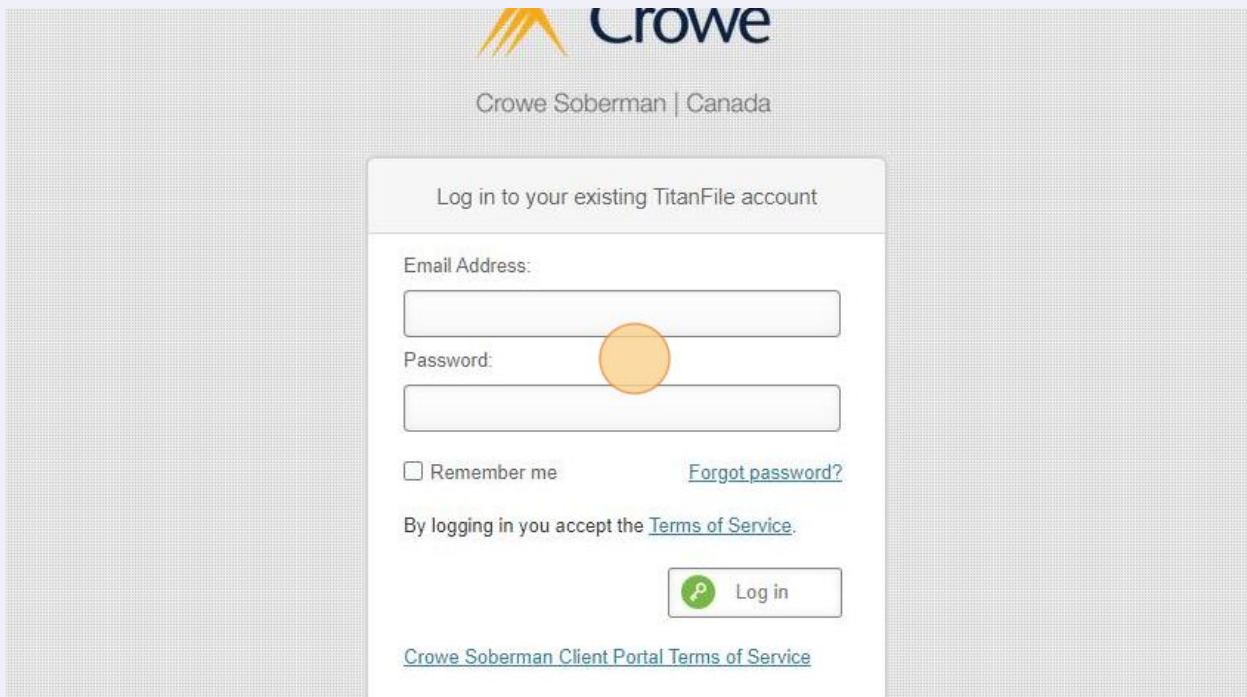 Crowe
Crowe Soberman | Canada
Log in to your existing TitanFile account
Email Address:
Password:
Remember me Forgot password?
By logging in you accept the Terms of Service.
Log in
Crowe Soberman Client Portal Terms of Service